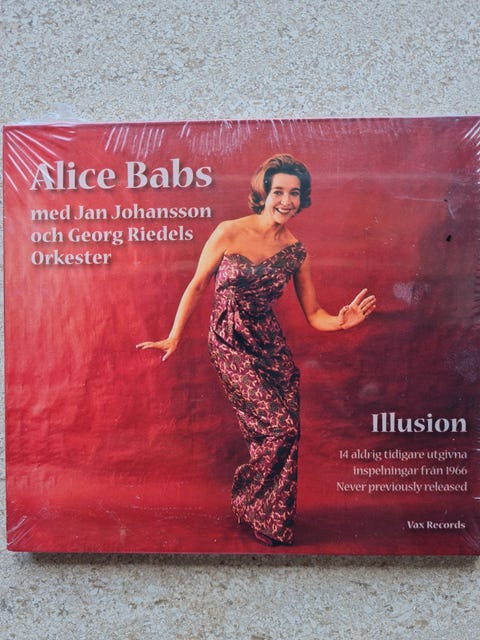 Alice Babs
med Jan Johansson
och Georg Riedels
Orkester
Illusion
14 aldrig tidigare utgivna
inspelningar från 1966
Never previously released
Vax Records